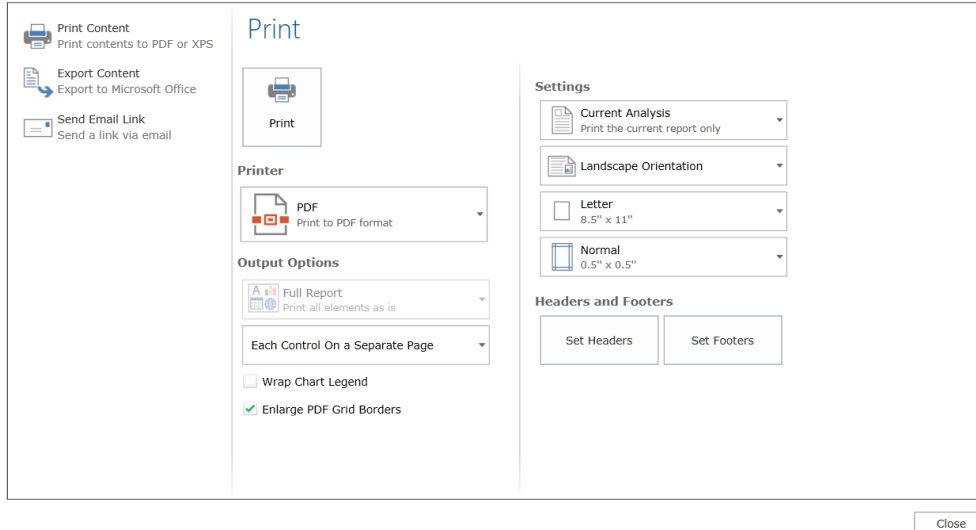 Print Content
Print contents to PDF or XPS
Export Content
Export to Microsoft Office
Send Email Link
Send a link via email
Print
Print
Printer
PDF
Print to PDF format
Output Options
A
Full Report
Print all elements as is
Each Control On a Separate Page
Wrap Chart Legend
Enlarge PDF Grid Borders
Settings
Current Analysis
Print the current report only
Landscape Orientation
Letter
8.5" x 11"
Normal
0.5" x 0.5"
Headers and Footers
Set Headers
Set Footers
Close